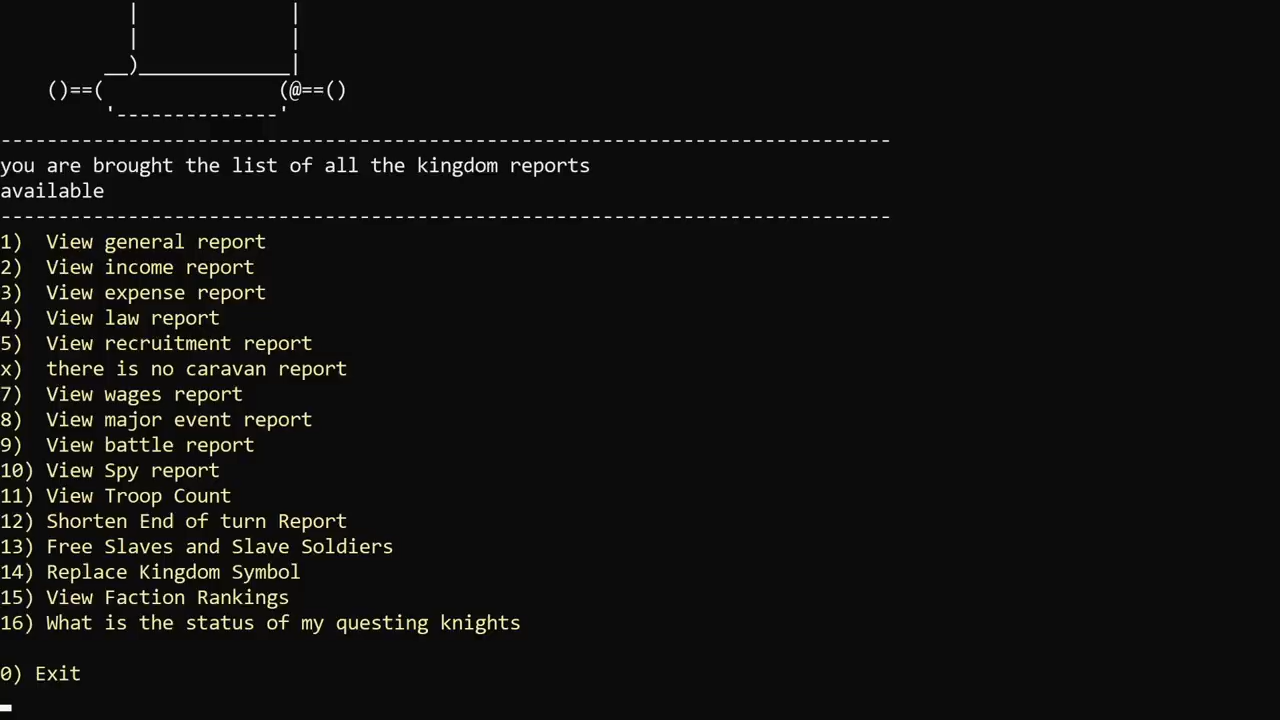 |              |
|              |
__)_____________|
()==(               (@==()
'--------------'
-----------------------------------------------------------------------------
you are brought the list of all the kingdom reports
available
-----------------------------------------------------------------------------
1)  View general report
2)  View income report
3)  View expense report
4)  View law report
5)  View recruitment report
x)  there is no caravan report
7)  View wages report
8)  View major event report
9)  View battle report
10) View Spy report
11) View Troop Count
12) Shorten End of turn Report
13) Free Slaves and Slave Soldiers
14) Replace Kingdom Symbol
15) View Faction Rankings
16) What is the status of my questing knights
0) Exit